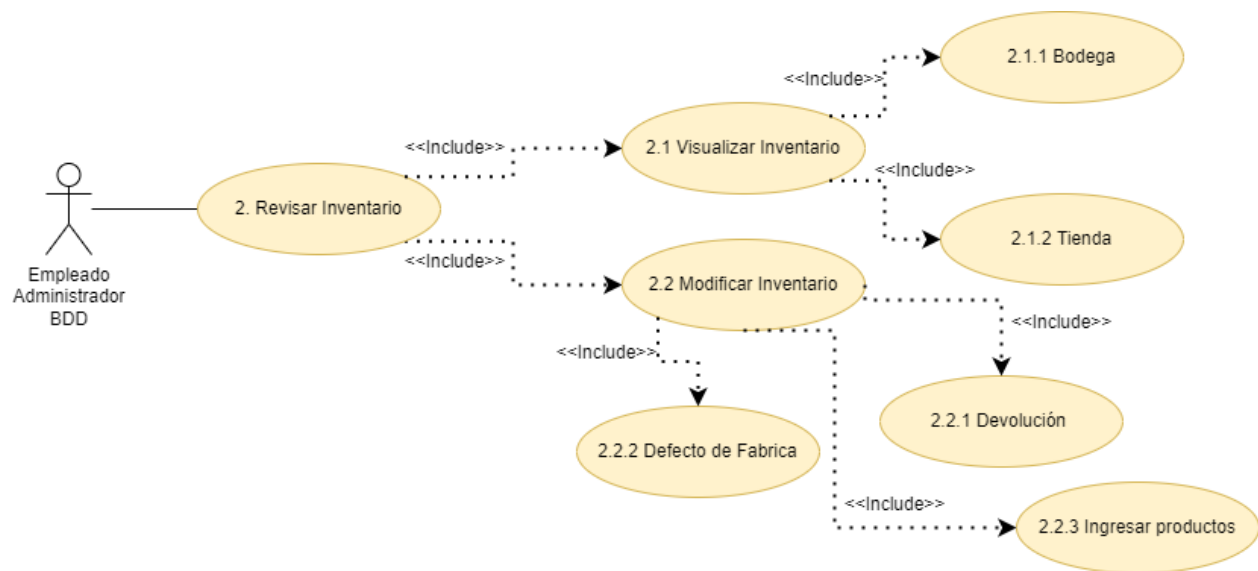 2.1.1 Bodega
<<Include>>
<<Include>>
2.1 Visualizar Inventario
<<Include>>
2. Revisar Inventario
2.1.2 Tienda
<<Include>>
Empleado
Administrador
BDD
2.2 Modificar Inventario
<<Include>>
<<Include>>
2.2.1 Devolución
2.2.2 Defecto de Fabrica
<<Include>>
2.2.3 Ingresar productos